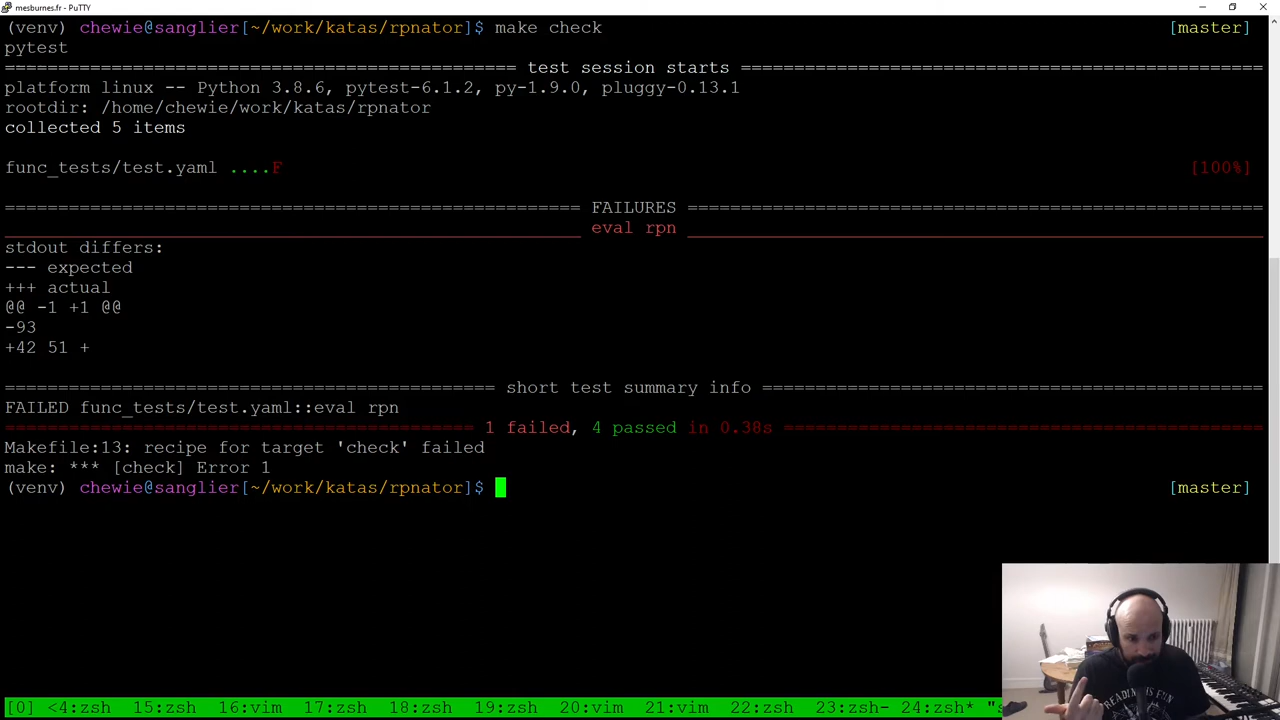 mesburnes.fr - PuTTY
(venv) chewie@sanglier[~/work/katas/rpnator]$ make check [master]
pytest
============================================== test session starts ==============================================
platform linux -- Python 3.8.6, pytest-6.1.2, py-1.9.0, pluggy-0.13.1
rootdir: /home/chewie/work/katas/rpnator
collected 5 items
func_tests/test.yaml ....F [100%]
====================================================== FAILURES ======================================================
______________________________________________________ eval rpn ______________________________________________________
stdout differs:
--- expected
+++ actual
@@ -1 +1 @@
-93
+42 51 +
============================================== short test summary info ==============================================
FAILED func_tests/test.yaml::eval rpn
============================================ 1 failed, 4 passed in 0.38s =============================================
Makefile:13: recipe for target 'check' failed
make: *** [check] Error 1
(venv) chewie@sanglier[~/work/katas/rpnator]$ [master]
[0] <4:zsh 15:zsh 16:vim 17:zsh 18:zsh 19:zsh 20:vim 21:vim 22:zsh 23:zsh- 24:zsh* "s